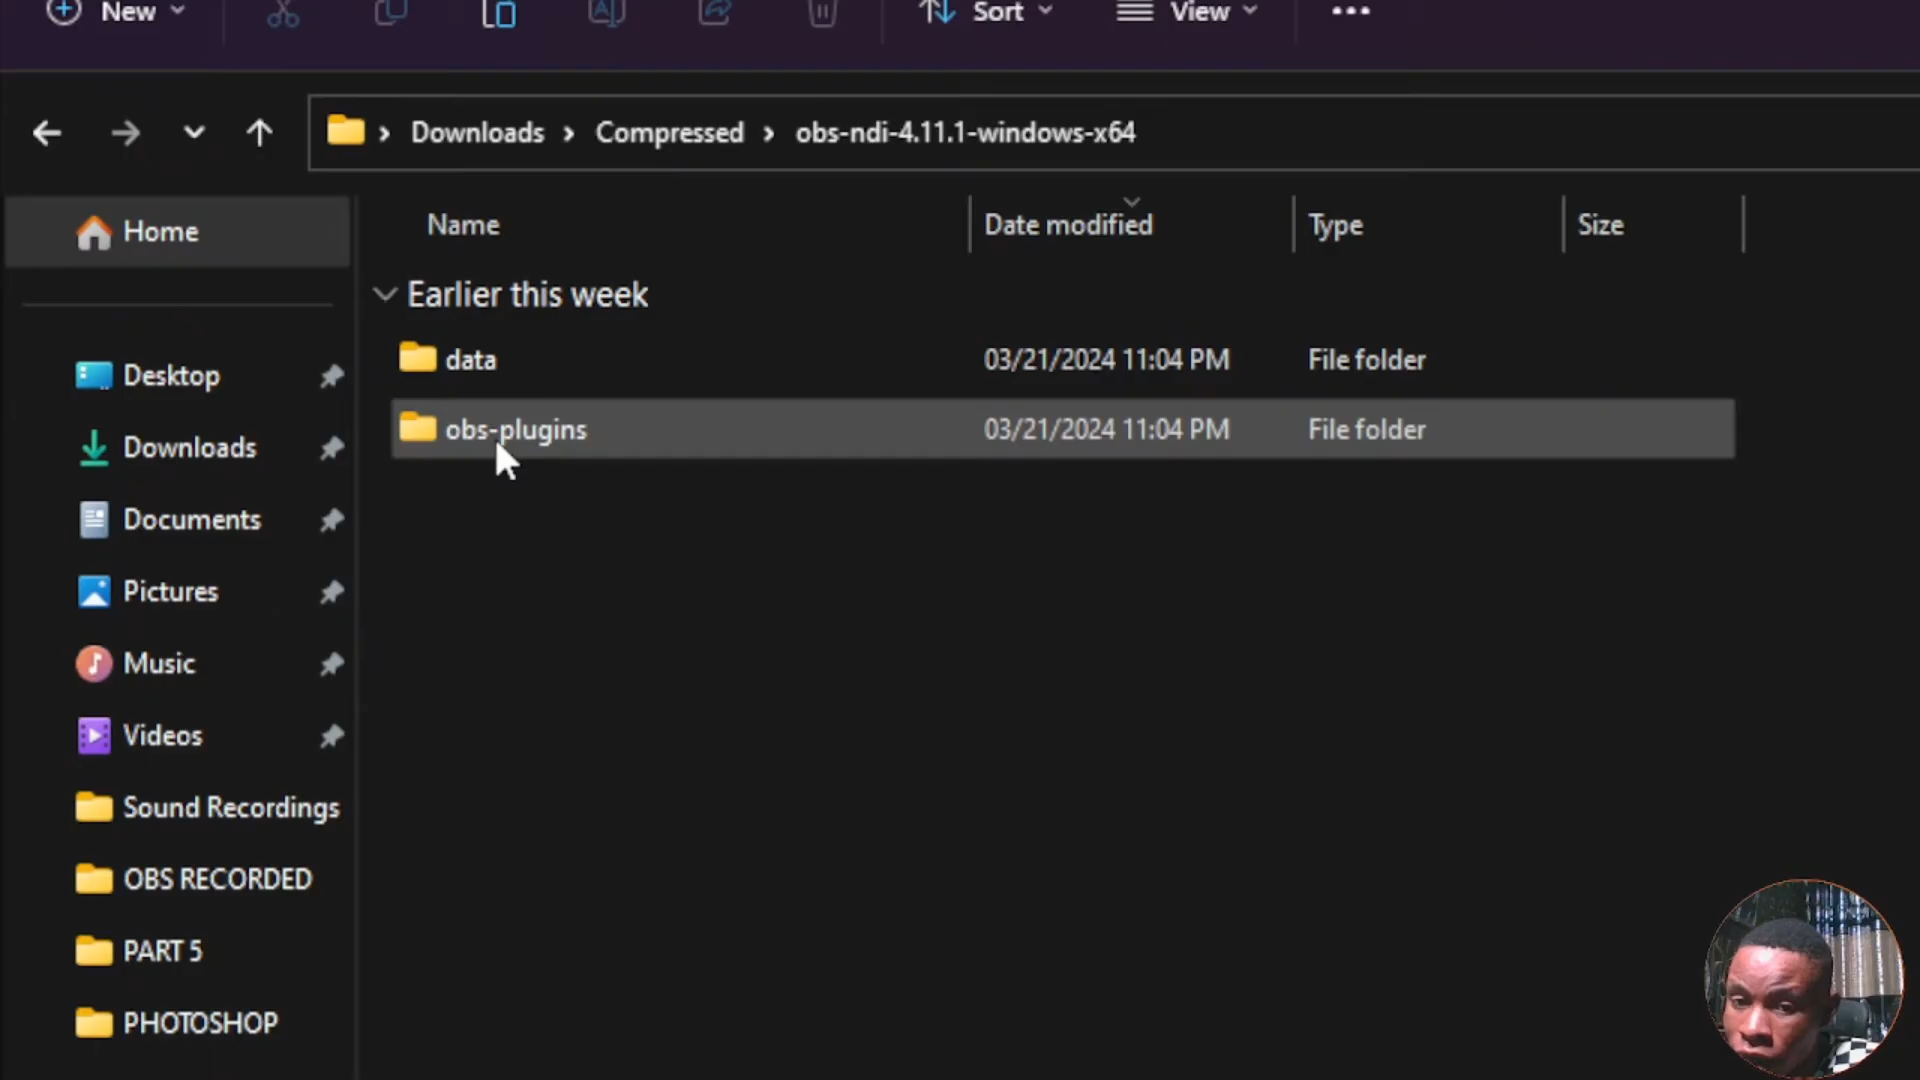 New Sort View
Downloads Compressed obs-ndi-4.11.1-windows-x64
Home
Name Date modified Type Size
Earlier this week
data 03/21/2024 11:04 PM File folder
obs-plugins 03/21/2024 11:04 PM File folder
Desktop
Downloads
Documents
Pictures
Music
Videos
Sound Recordings
OBS RECORDED
PART 5
PHOTOSHOP